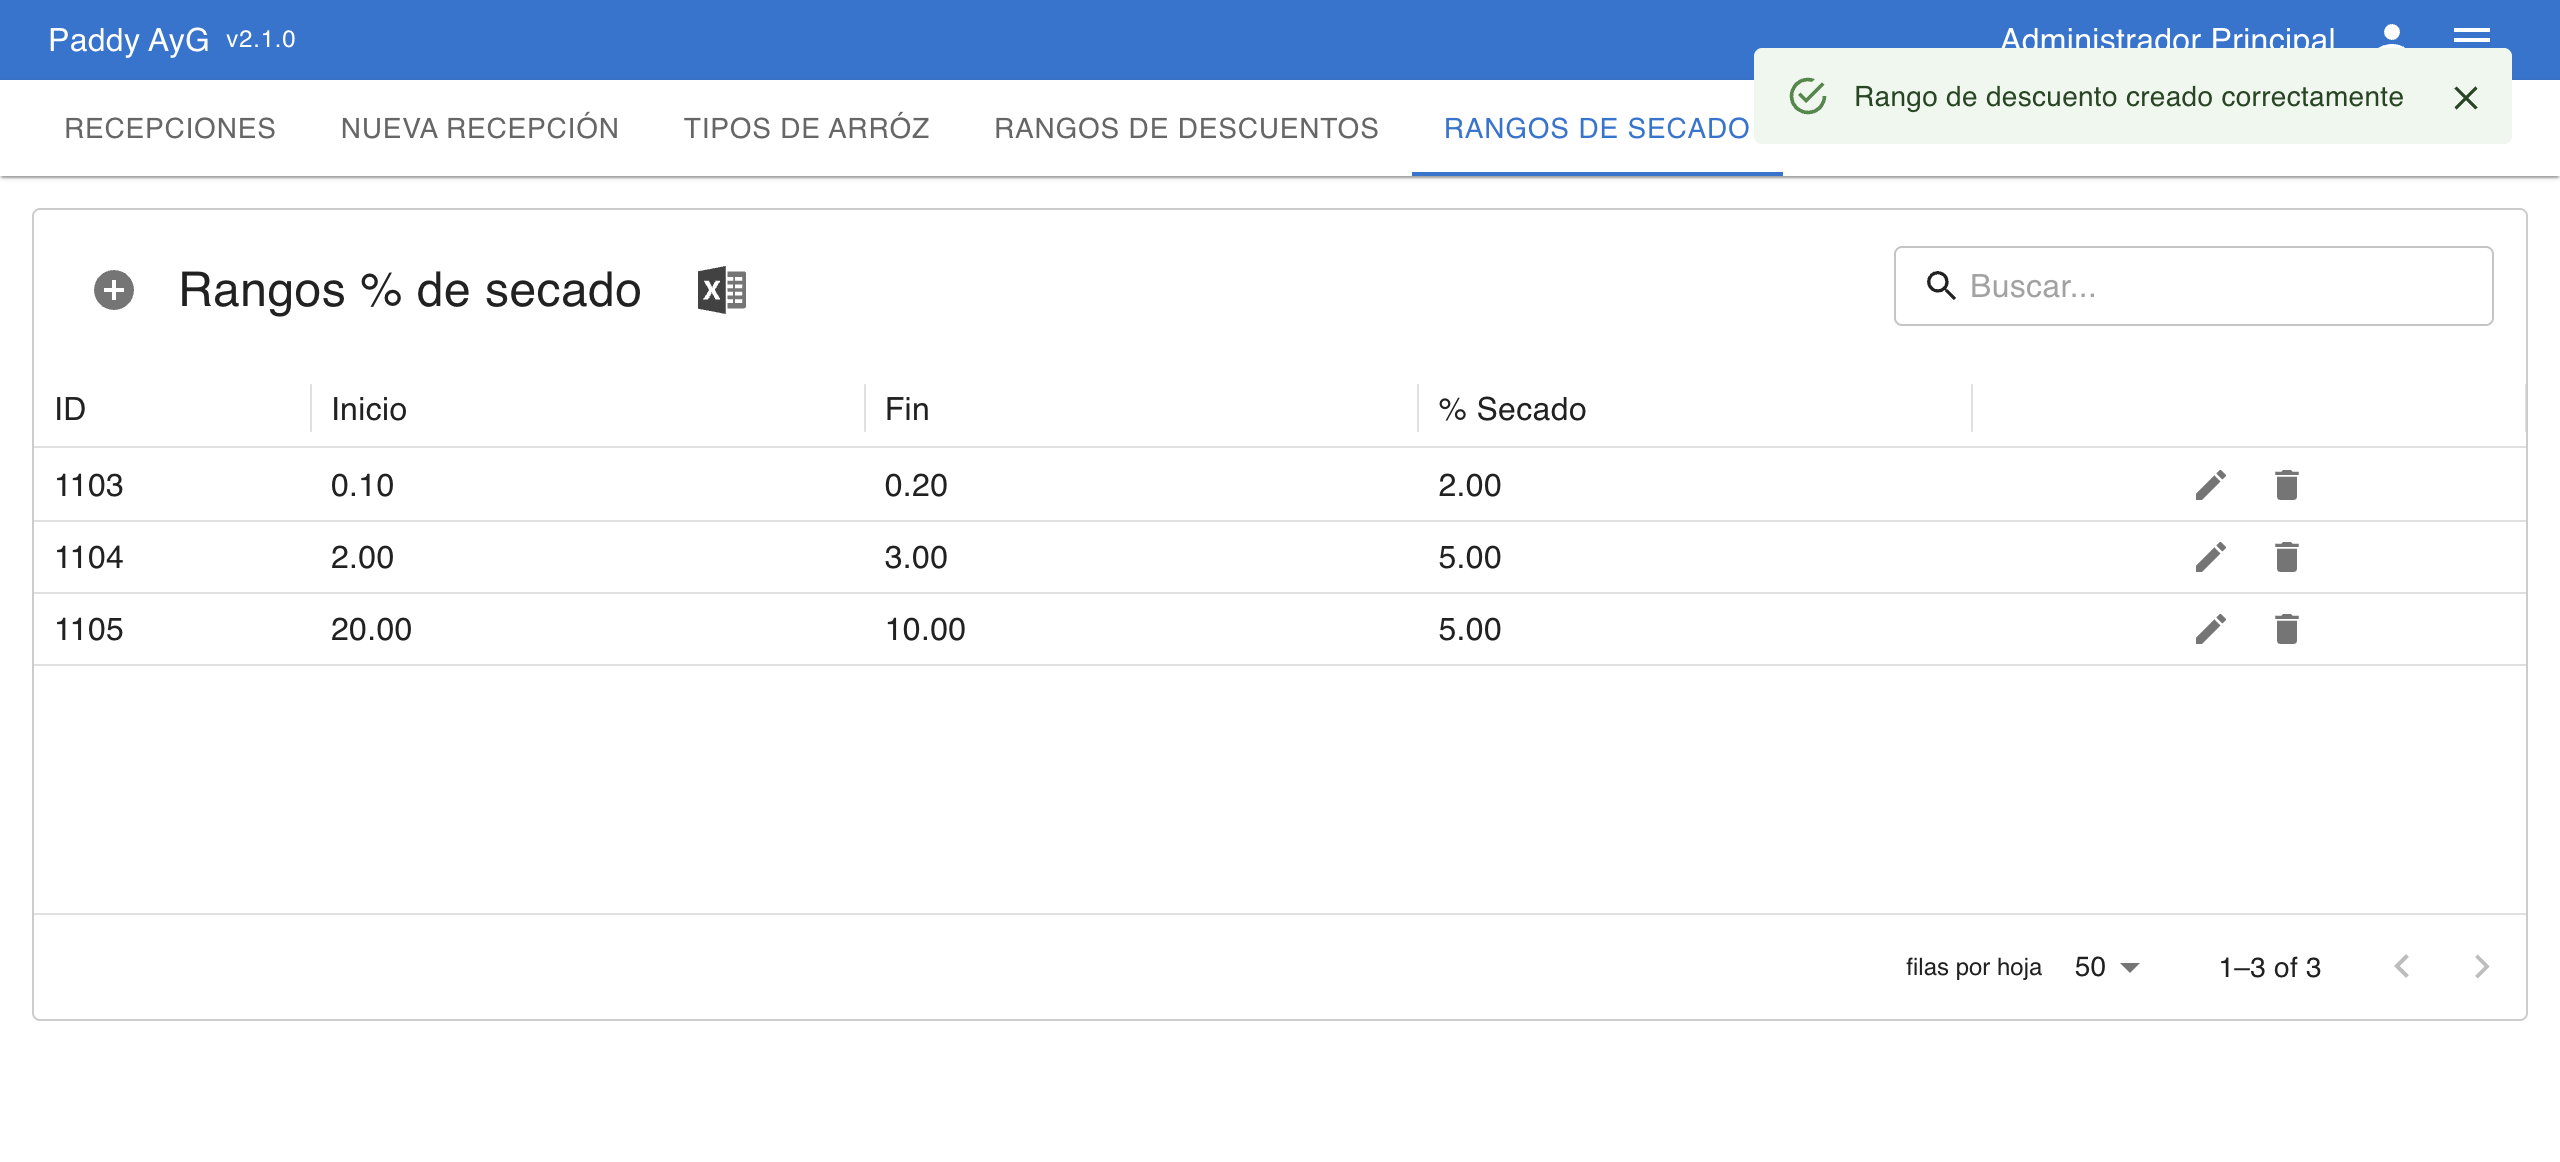 Paddy AyG v2.1.0
Administrador Principal
Rango de descuento creado correctamente
RECEPCIONES NUEVA RECEPCIÓN TIPOS DE ARRÓZ RANGOS DE DESCUENTOS RANGOS DE SECADO
Rangos % de secado
Buscar...
ID Inicio Fin % Secado
1103 0.10 0.20 2.00
1104 2.00 3.00 5.00
1105 20.00 10.00 5.00
filas por hoja 50 1–3 of 3